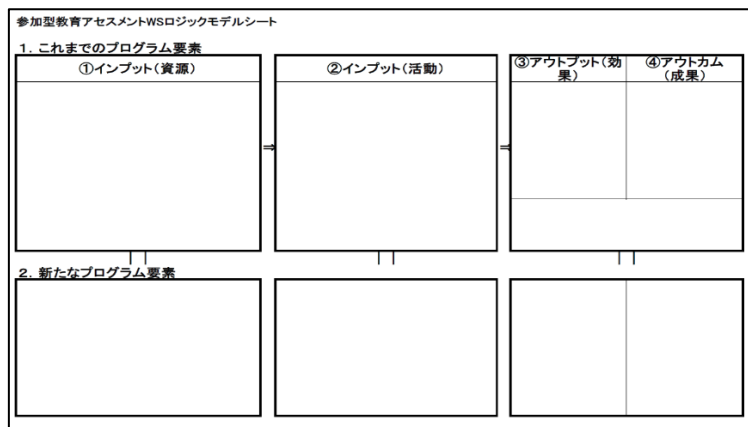 参加型教育アセスメントWSロジックモデルシート
1. これまでのプログラム要素
①インプット(資源)
②インプット(活動)
③アウトプット(効
果)
④アウトカム
(成果)
⇒
⇒
2. 新たなプログラム要素